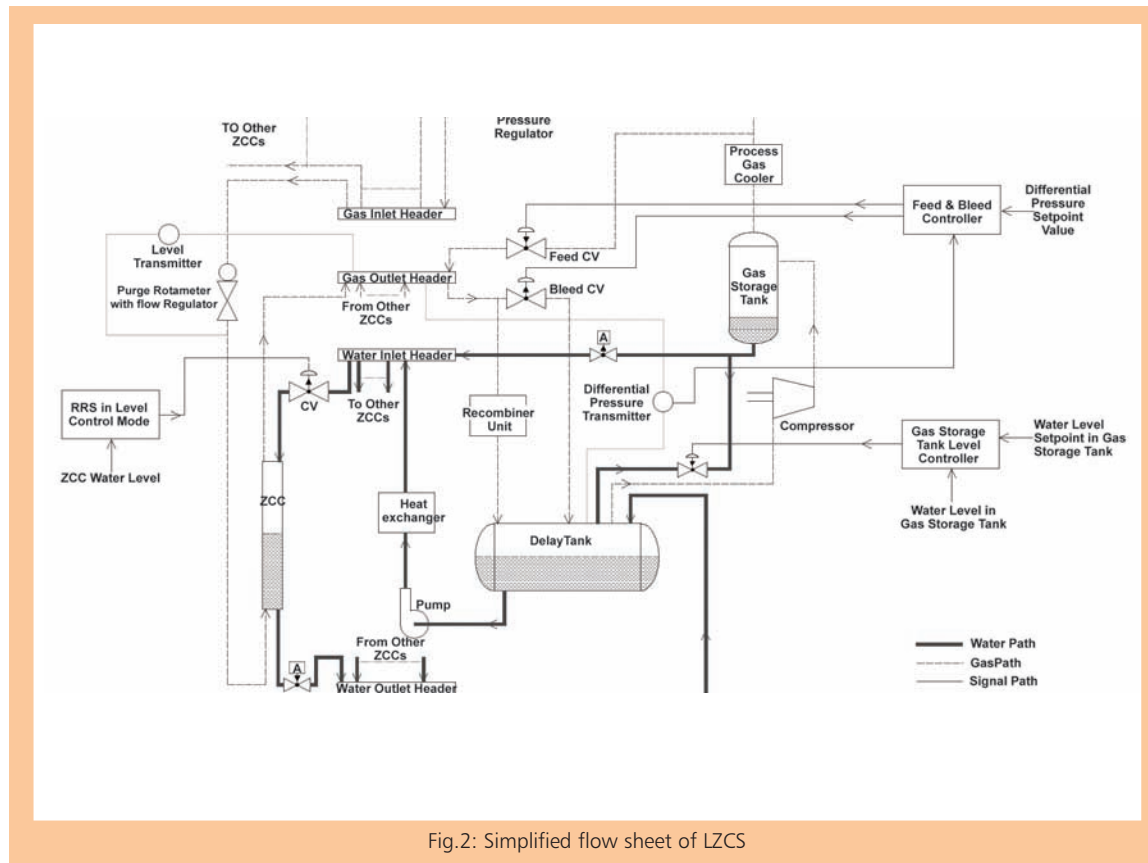 TO Other
ZCCs
Pressure
Regulator
Process
Gas
Cooler
Gas Inlet Header
Feed & Bleed
Controller
Differential
Pressure
Setpoint
Value
Level
Transmitter
Feed CV
Gas Outlet Header
Gas
Storage
Tank
Purge Rotameter
with flow Regulator
Bleed CV
From Other
ZCCs
A
Water Inlet Header
CV
To Other
ZCCs
RRS in Level
Control Mode
Differential
Pressure
Transmitter
Recombiner
Unit
Compressor
Gas Storage
Tank Level
Controller
Water Level
Setpoint in Gas
Storage Tank
ZCC Water Level
ZCC
Heat
exchanger
Water Level in
Gas Storage Tank
DelayTank
Pump
From Other
ZCCs
A
Water Outlet Header
Water Path
GasPath
Signal Path
Fig.2: Simplified flow sheet of LZCS